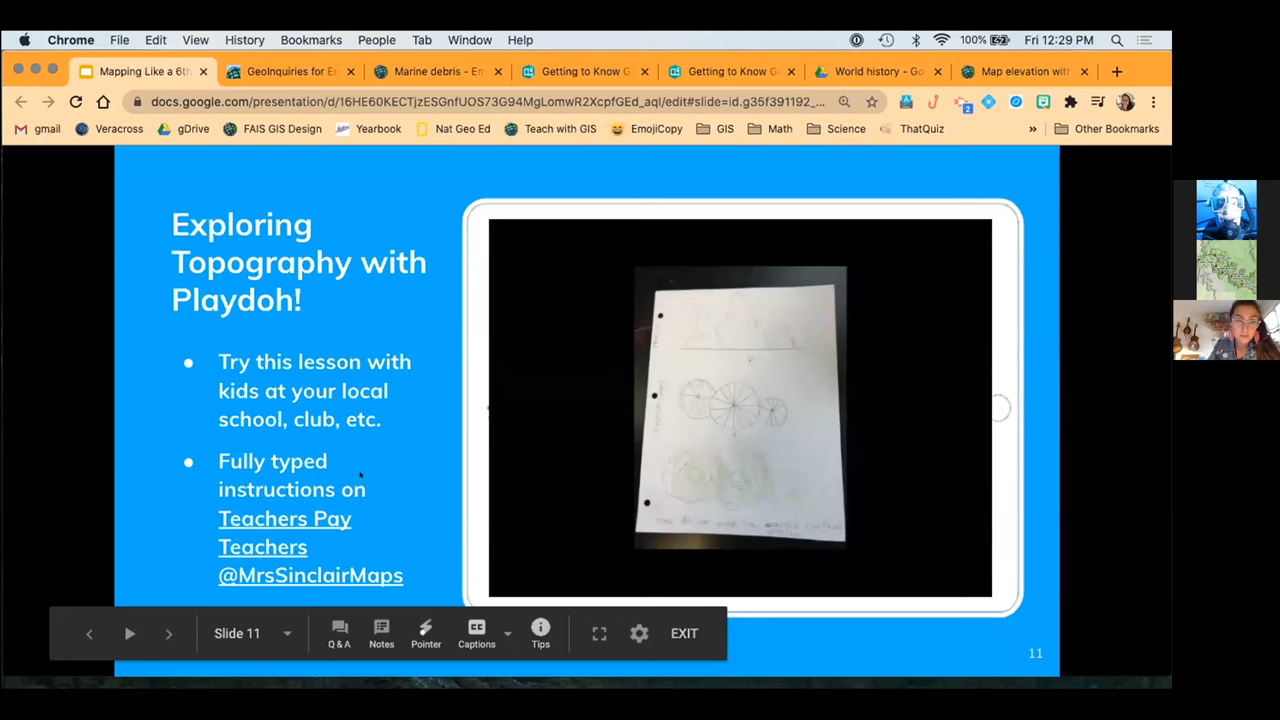 Chrome File Edit View History Bookmarks People Tab Window Help 100% Fri 12:29 PM
Mapping Like a 6th GeoInquiries for E Marine debris - En Getting to Know G Getting to Know G World history - Go Map elevation with
docs.google.com/presentation/d/16HE60KECTjzESGnfUOS73G94MgLomwR2XcpfGEd_aqI/edit#slide=id.g35f391192_... 2
gmail Veracross gDrive FAIS GIS Design Yearbook Nat Geo Ed Teach with GIS EmojiCopy GIS Math Science ThatQuiz » Other Bookmarks
Exploring
Topography with
Playdoh!
Try this lesson with
kids at your local
school, club, etc.
Fully typed
instructions on
Teachers Pay
Teachers
@MrsSinclairMaps
Slide 11 Q&A Notes Pointer CC Captions Tips EXIT
11